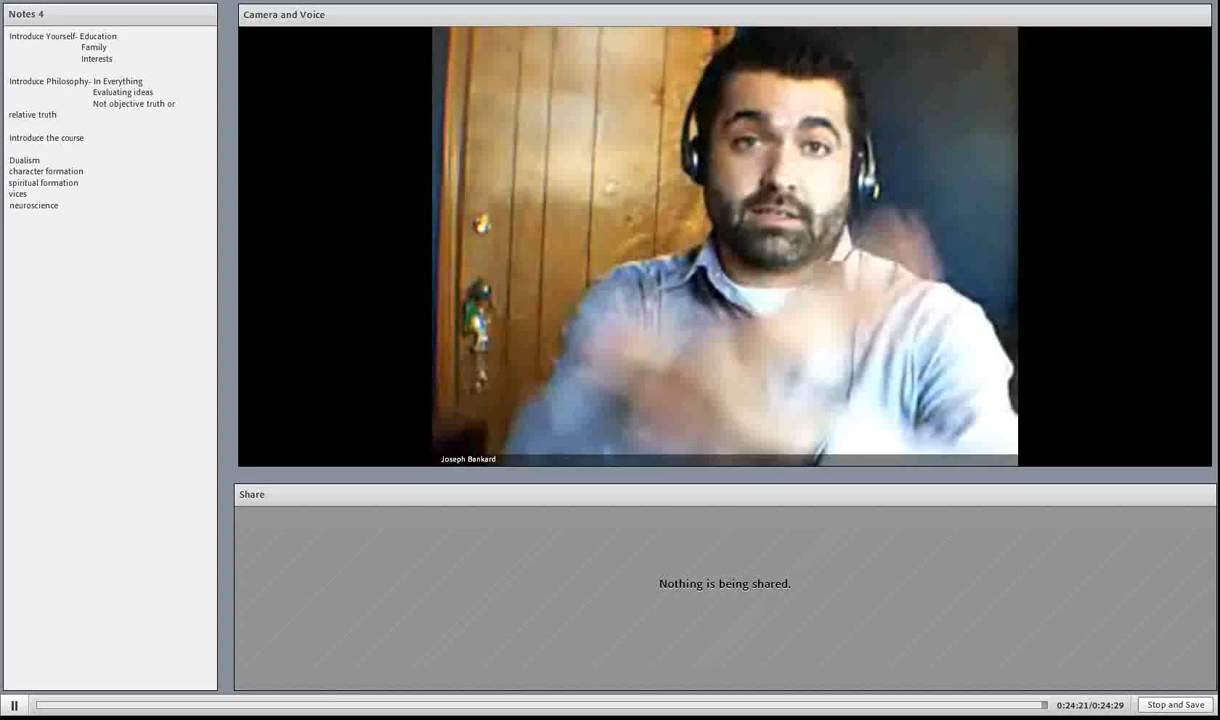 Notes 4
Introduce Yourself- Education
Family
Interests
Introduce Philosophy- In Everything
Evaluating ideas
Not objective truth or
relative truth
Introduce the course
Dualism
character formation
spiritual formation
vices
neuroscience
Camera and Voice
Joseph Bankard
Share
Nothing is being shared.
0:24:21/0:24:29
Stop and Save